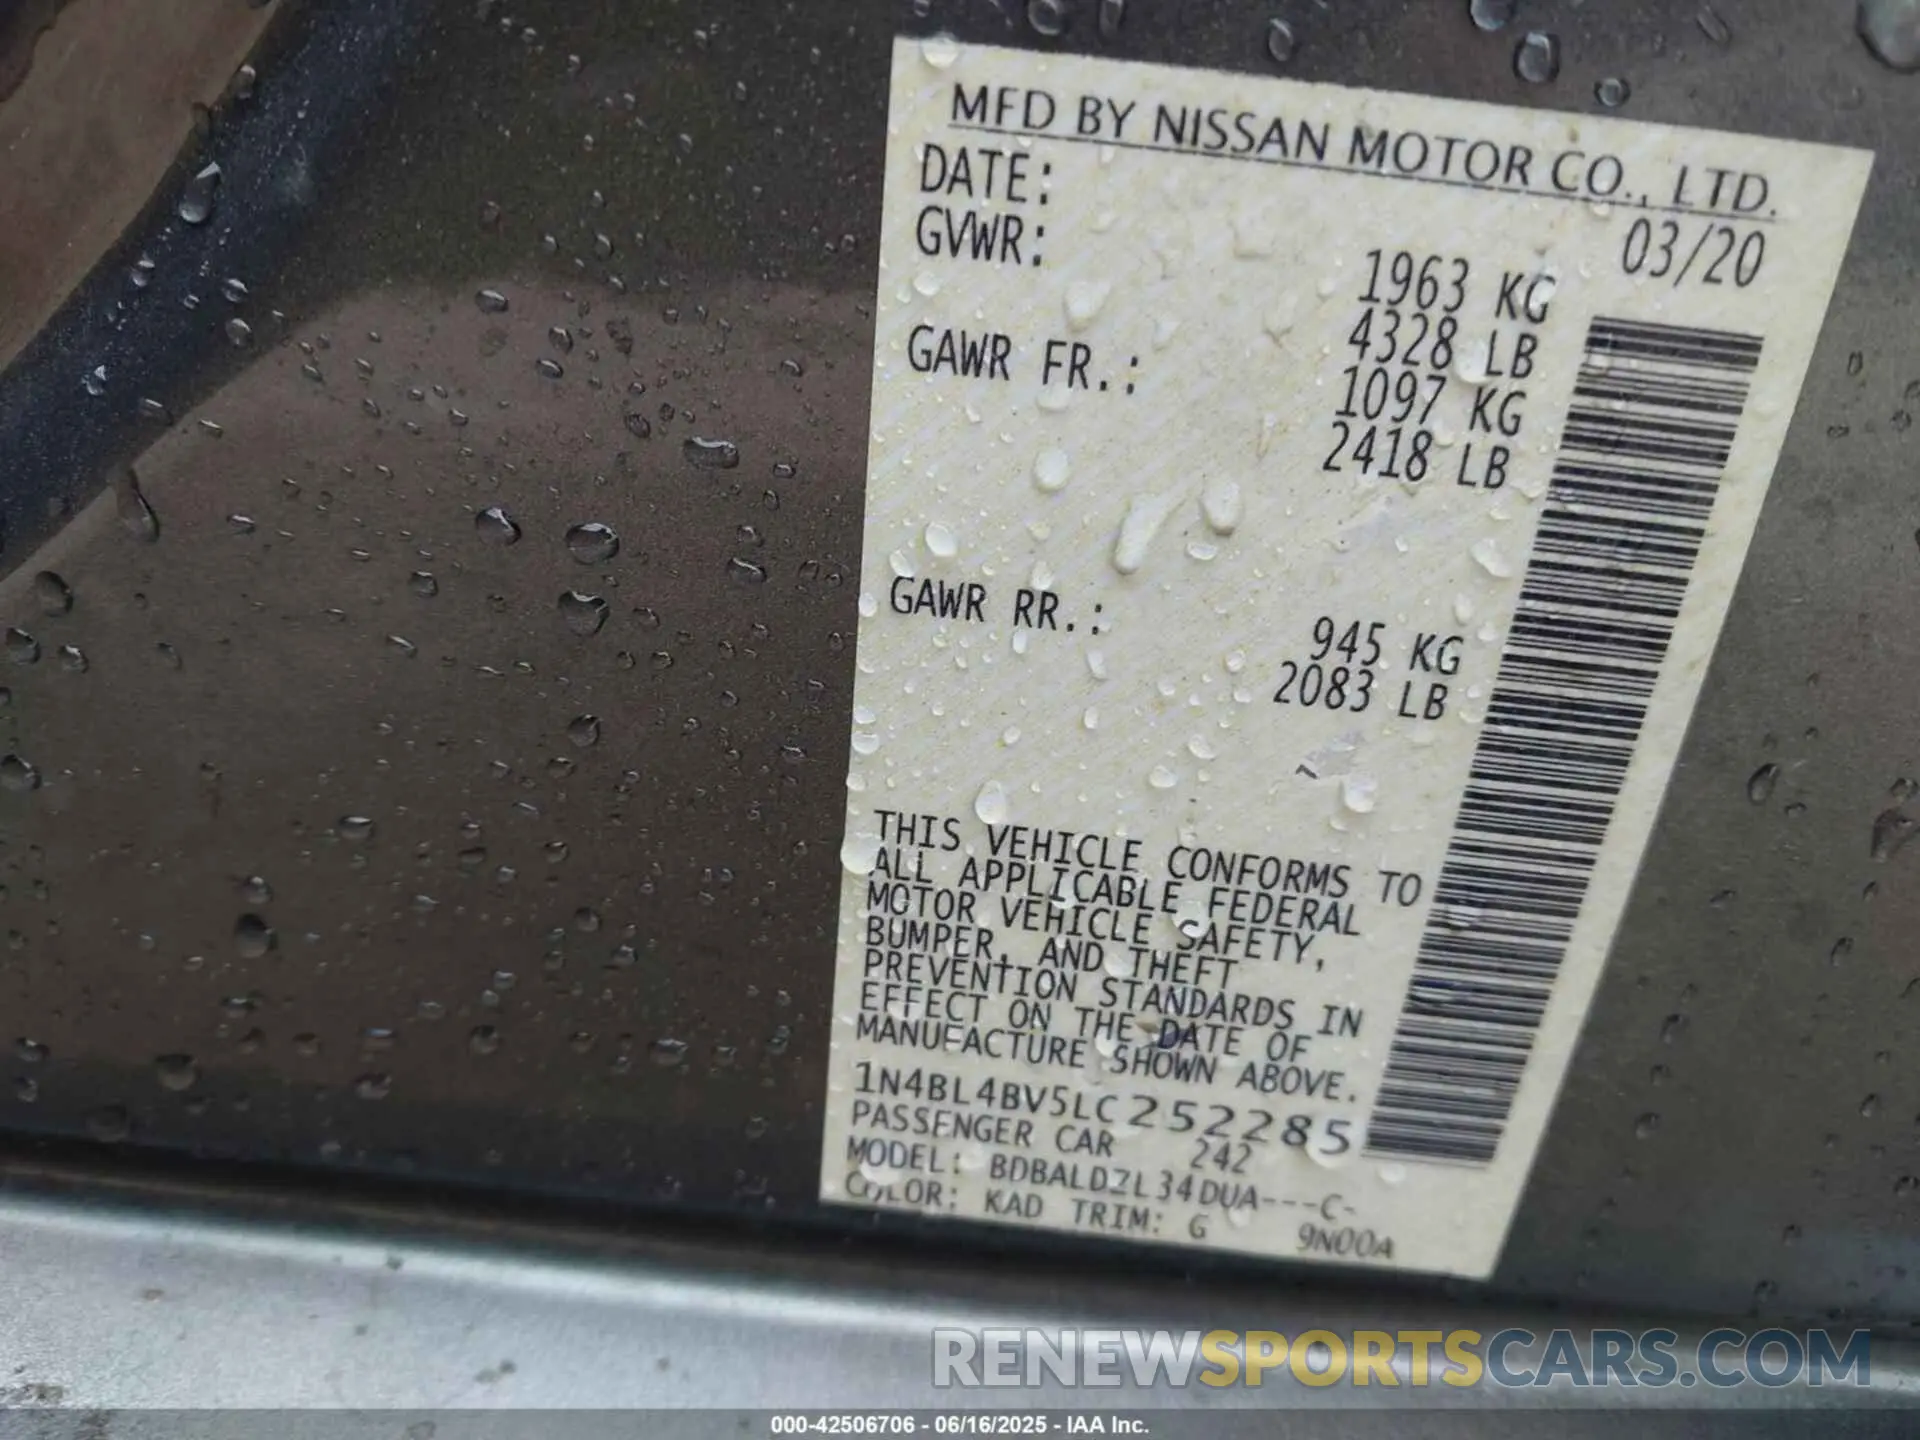 MFD BY NISSAN MOTOR CO., LTD.
DATE: 03/20
GVWR: 1963 KG
4328 LB
GAWR FR.: 1097 KG
2418 LB
GAWR RR.: 945 KG
2083 LB
THIS VEHICLE CONFORMS TO
ALL APPLICABLE FEDERAL
MOTOR VEHICLE SAFETY,
BUMPER, AND THEFT
PREVENTION STANDARDS IN
EFFECT ON THE DATE OF
MANUFACTURE SHOWN ABOVE.
1N4BL4BV5LC252285
PASSENGER CAR 242
MODEL: BDBALDZL34DUA---C-
COLOR: KAD TRIM: G 9N00A
RENEWSPORTSCARS.COM
000-42506706 - 06/16/2025 - IAA Inc.